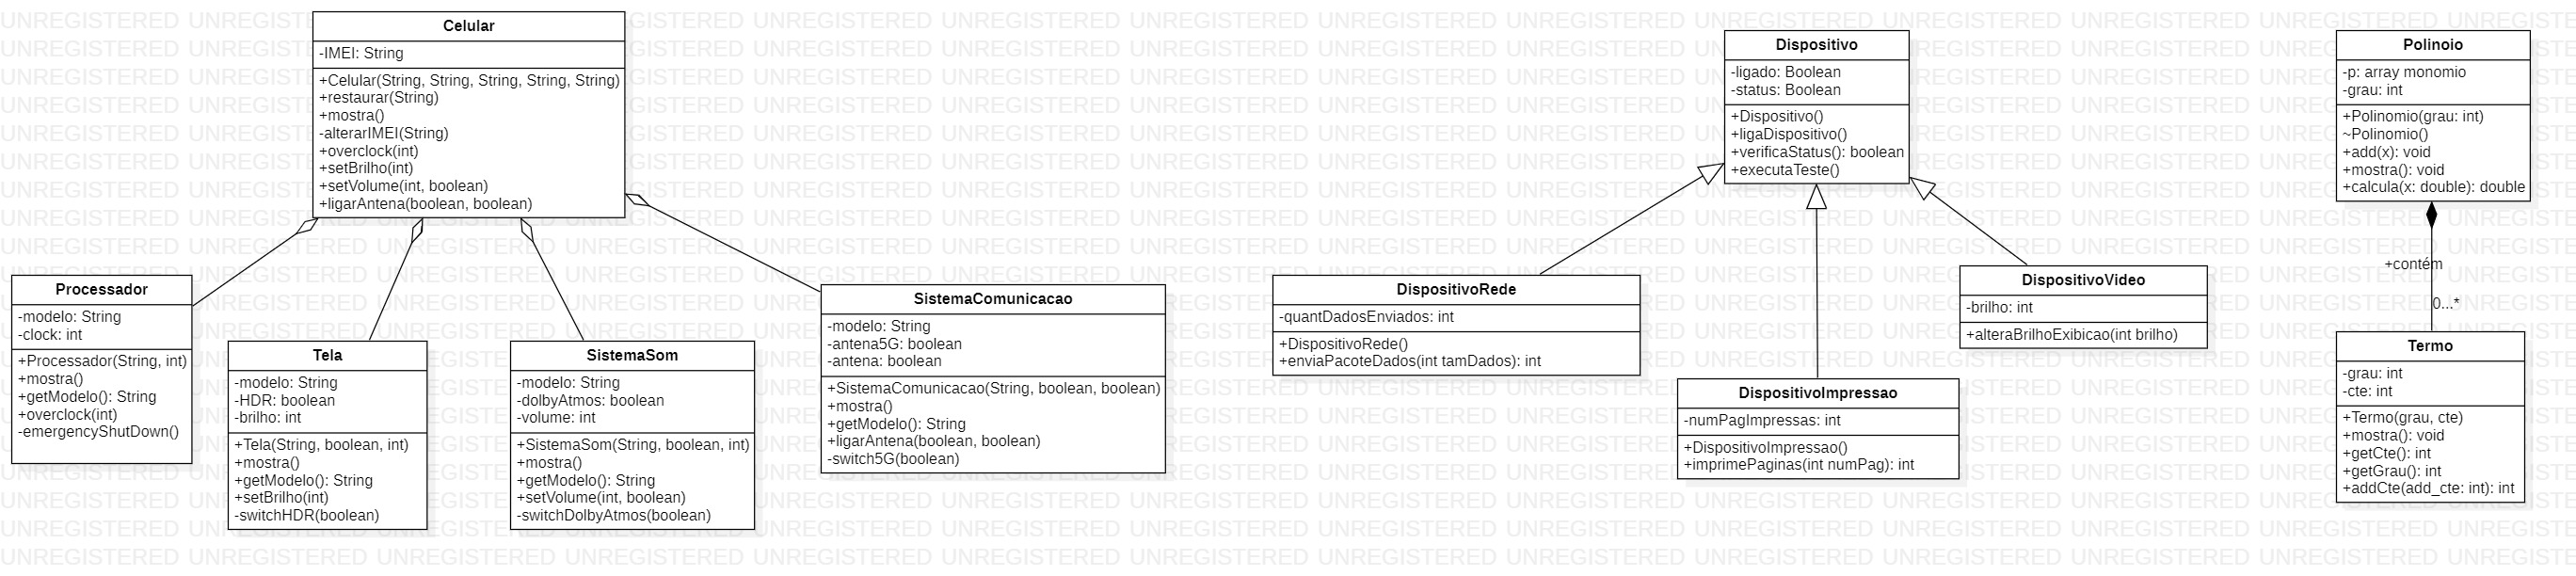 Celular
-IMEI: String
+Celular(String, String, String, String, String)
+restaurar(String)
+mostra()
-alterarIMEI(String)
+overclock(int)
+setBrilho(int)
+setVolume(int, boolean)
+ligarAntena(boolean, boolean)
Processador
-modelo: String
-clock: int
+Processador(String, int)
+mostra()
+getModelo(): String
+overclock(int)
-emergencyShutDown()
Tela
-modelo: String
-HDR: boolean
-brilho: int
+Tela(String, boolean, int)
+mostra()
+getModelo(): String
+setBrilho(int)
-switchHDR(boolean)
SistemaSom
-modelo: String
-dolbyAtmos: boolean
-volume: int
+SistemaSom(String, boolean, int)
+mostra()
+getModelo(): String
+setVolume(int, boolean)
-switchDolbyAtmos(boolean)
SistemaComunicacao
-modelo: String
-antena5G: boolean
-antena: boolean
+SistemaComunicacao(String, boolean, boolean)
+mostra()
+getModelo(): String
+ligarAntena(boolean, boolean)
-switch5G(boolean)
Dispositivo
-ligado: Boolean
-status: Boolean
+Dispositivo()
+ligaDispositivo()
+verificaStatus(): boolean
+executaTeste()
DispositivoRede
-quantDadosEnviados: int
+DispositivoRede()
+enviaPacoteDados(int tamDados): int
DispositivoImpressao
-numPagImpressas: int
+DispositivoImpressao()
+imprimePaginas(int numPag): int
DispositivoVideo
-brilho: int
+alteraBrilhoExibicao(int brilho)
Polinoio
-p: array monomio
-grau: int
+Polinomio(grau: int)
~Polinomio()
+add(x): void
+mostra(): void
+calcula(x: double): double
+contém
0...*
Termo
-grau: int
-cte: int
+Termo(grau, cte)
+mostra(): void
+getCte(): int
+getGrau(): int
+addCte(add_cte: int): int
UNREGISTERED